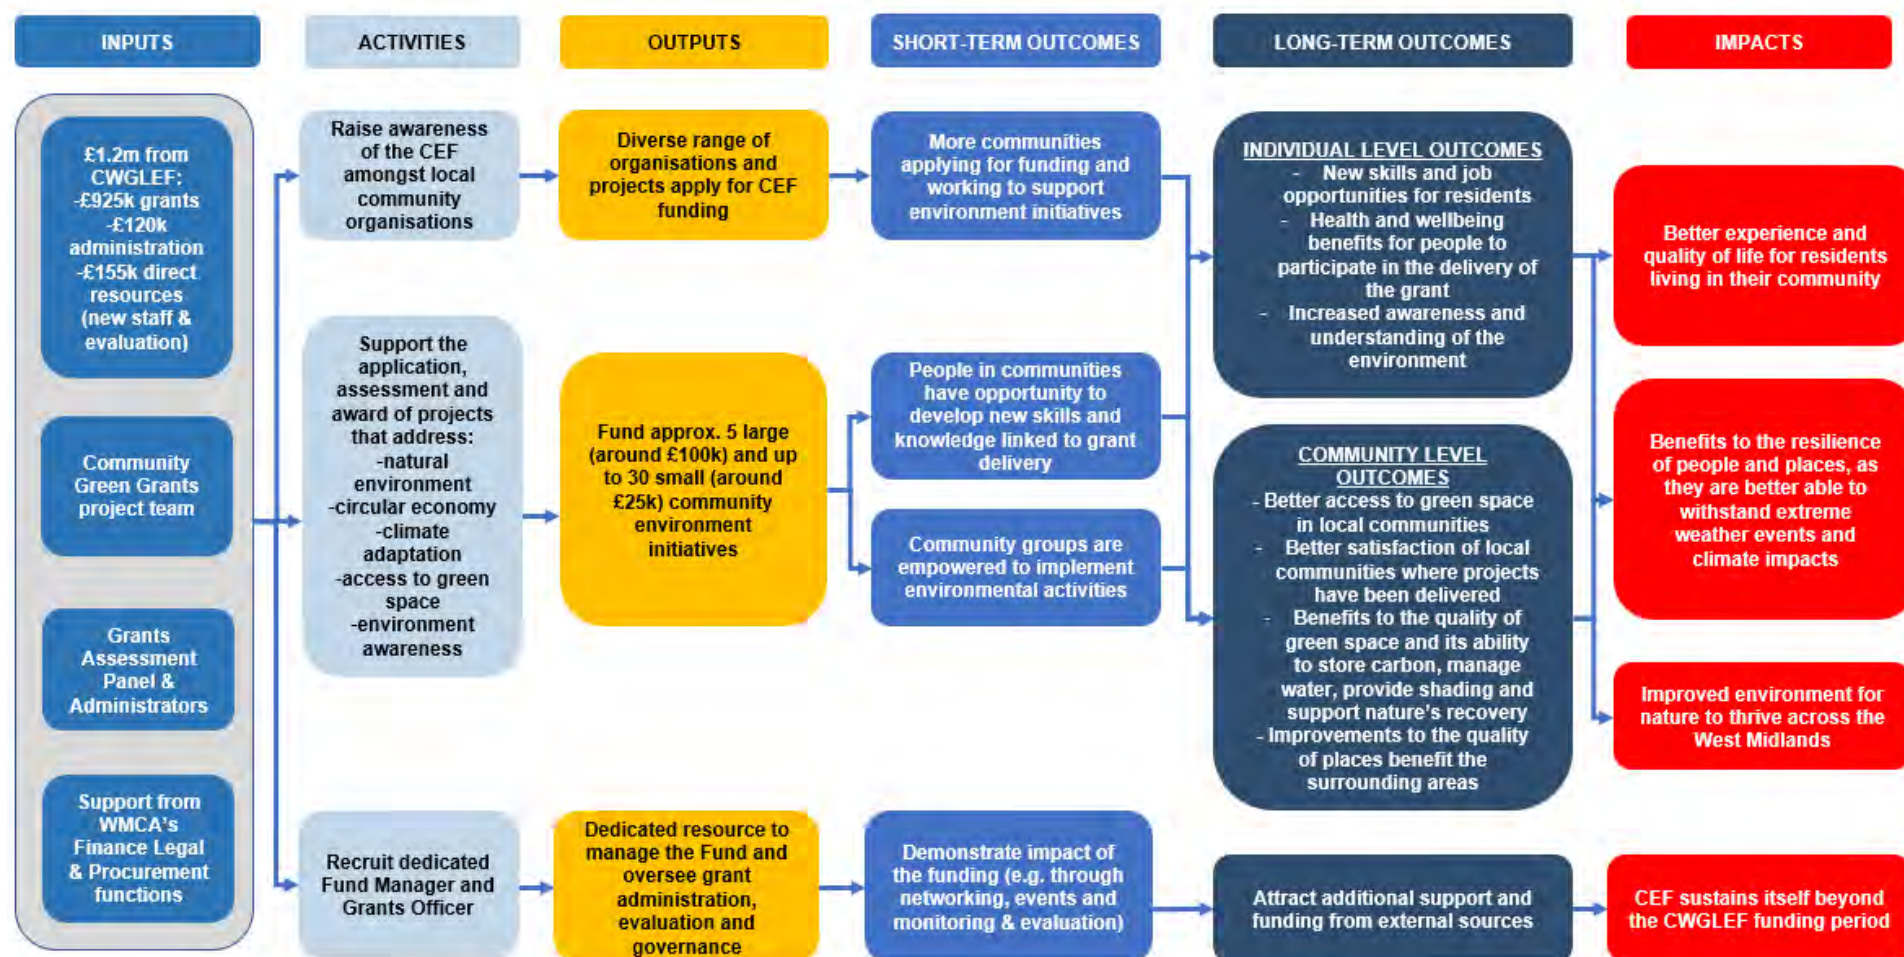 INPUTS
ACTIVITIES
OUTPUTS
SHORT-TERM OUTCOMES
LONG-TERM OUTCOMES
IMPACTS
£1.2m from
CWGLEF:
-£925k grants
-£120k
administration
-£155k direct
resources
(new staff &
evaluation)
Community
Green Grants
project team
Grants
Assessment
Panel &
Administrators
Support from
WMCA's
Finance Legal
& Procurement
functions
Raise awareness
of the CEF
amongst local
community
organisations
Support the
application,
assessment and
award of projects
that address:
-natural
environment
-circular economy
-climate
adaptation
-access to green
space
-environment
awareness
Recruit dedicated
Fund Manager and
Grants Officer
Diverse range of
organisations and
projects apply for CEF
funding
Fund approx. 5 large
(around £100k) and up
to 30 small (around
£25k) community
environment
initiatives
Dedicated resource to
manage the Fund and
oversee grant
administration,
evaluation and
governance
More communities
applying for funding and
working to support
environment initiatives
People in communities
have opportunity to
develop new skills and
knowledge linked to grant
delivery
Community groups are
empowered to implement
environmental activities
Demonstrate impact of
the funding (e.g. through
networking, events and
monitoring & evaluation)
INDIVIDUAL LEVEL OUTCOMES
- New skills and job
opportunities for residents
- Health and wellbeing
benefits for people to
participate in the delivery of
the grant
- Increased awareness and
understanding of the
environment
COMMUNITY LEVEL
OUTCOMES
- Better access to green space
in local communities
- Better satisfaction of local
communities where projects
have been delivered
- Benefits to the quality of
green space and its ability
to store carbon, manage
water, provide shading and
support nature's recovery
- Improvements to the quality
of places benefit the
surrounding areas
Attract additional support and
funding from external sources
Better experience and
quality of life for residents
living in their community
Benefits to the resilience
of people and places, as
they are better able to
withstand extreme
weather events and
climate impacts
Improved environment for
nature to thrive across the
West Midlands
CEF sustains itself beyond
the CWGLEF funding period